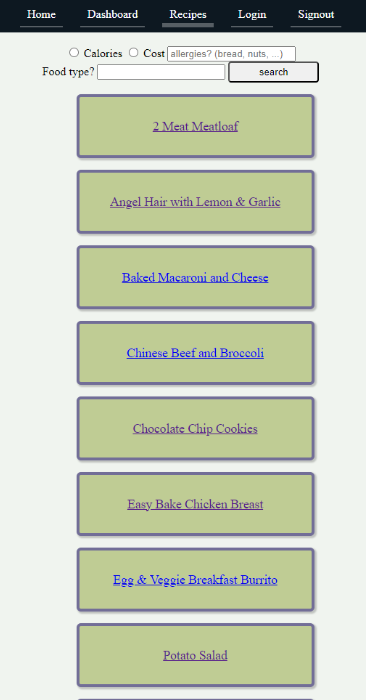 Home Dashboard Recipes Login Signout
Calories Cost allergies? (bread, nuts, ...)
Food type? search
2 Meat Meatloaf
Angel Hair with Lemon & Garlic
Baked Macaroni and Cheese
Chinese Beef and Broccoli
Chocolate Chip Cookies
Easy Bake Chicken Breast
Egg & Veggie Breakfast Burrito
Potato Salad